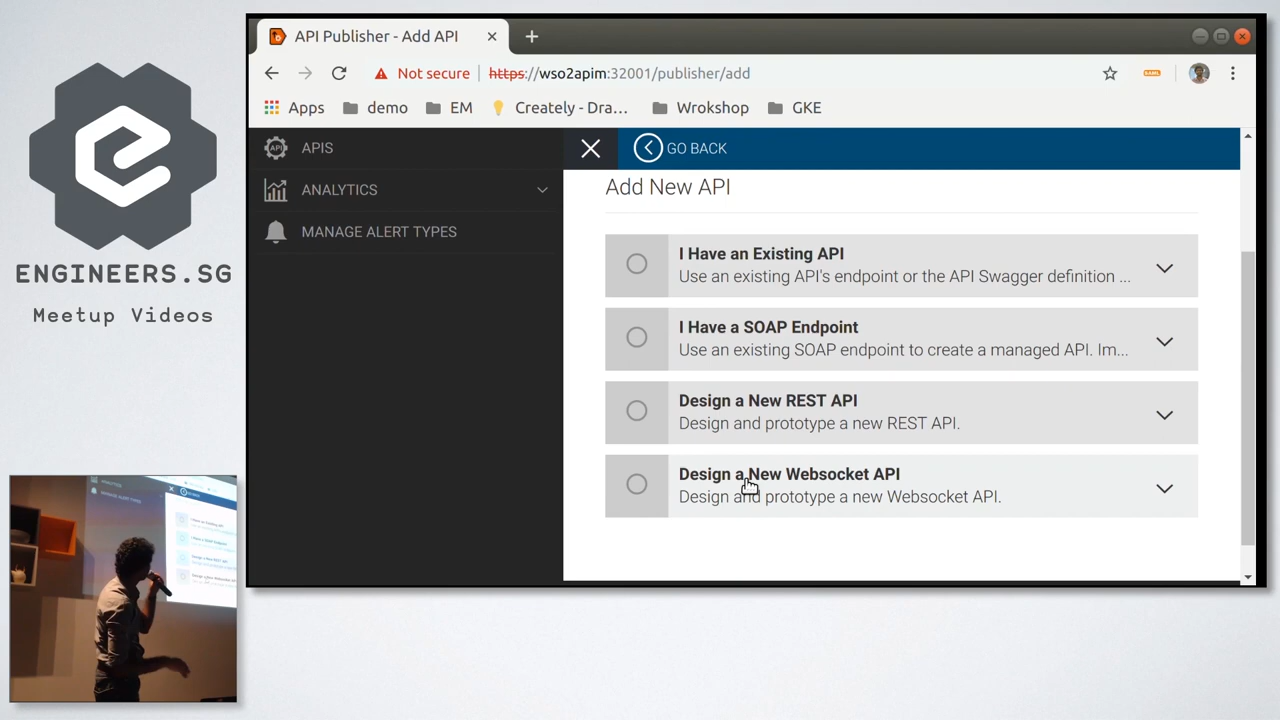 API Publisher - Add API
Not secure
https://wso2apim:32001/publisher/add
SAML
Apps
demo
EM
Creately - Dra...
Wrokshop
GKE
API
APIS
ANALYTICS
MANAGE ALERT TYPES
GO BACK
Add New API
I Have an Existing API
Use an existing API's endpoint or the API Swagger definition ...
I Have a SOAP Endpoint
Use an existing SOAP endpoint to create a managed API. Im...
Design a New REST API
Design and prototype a new REST API.
Design a New Websocket API
Design and prototype a new Websocket API.
ENGINEERS.SG
Meetup Videos